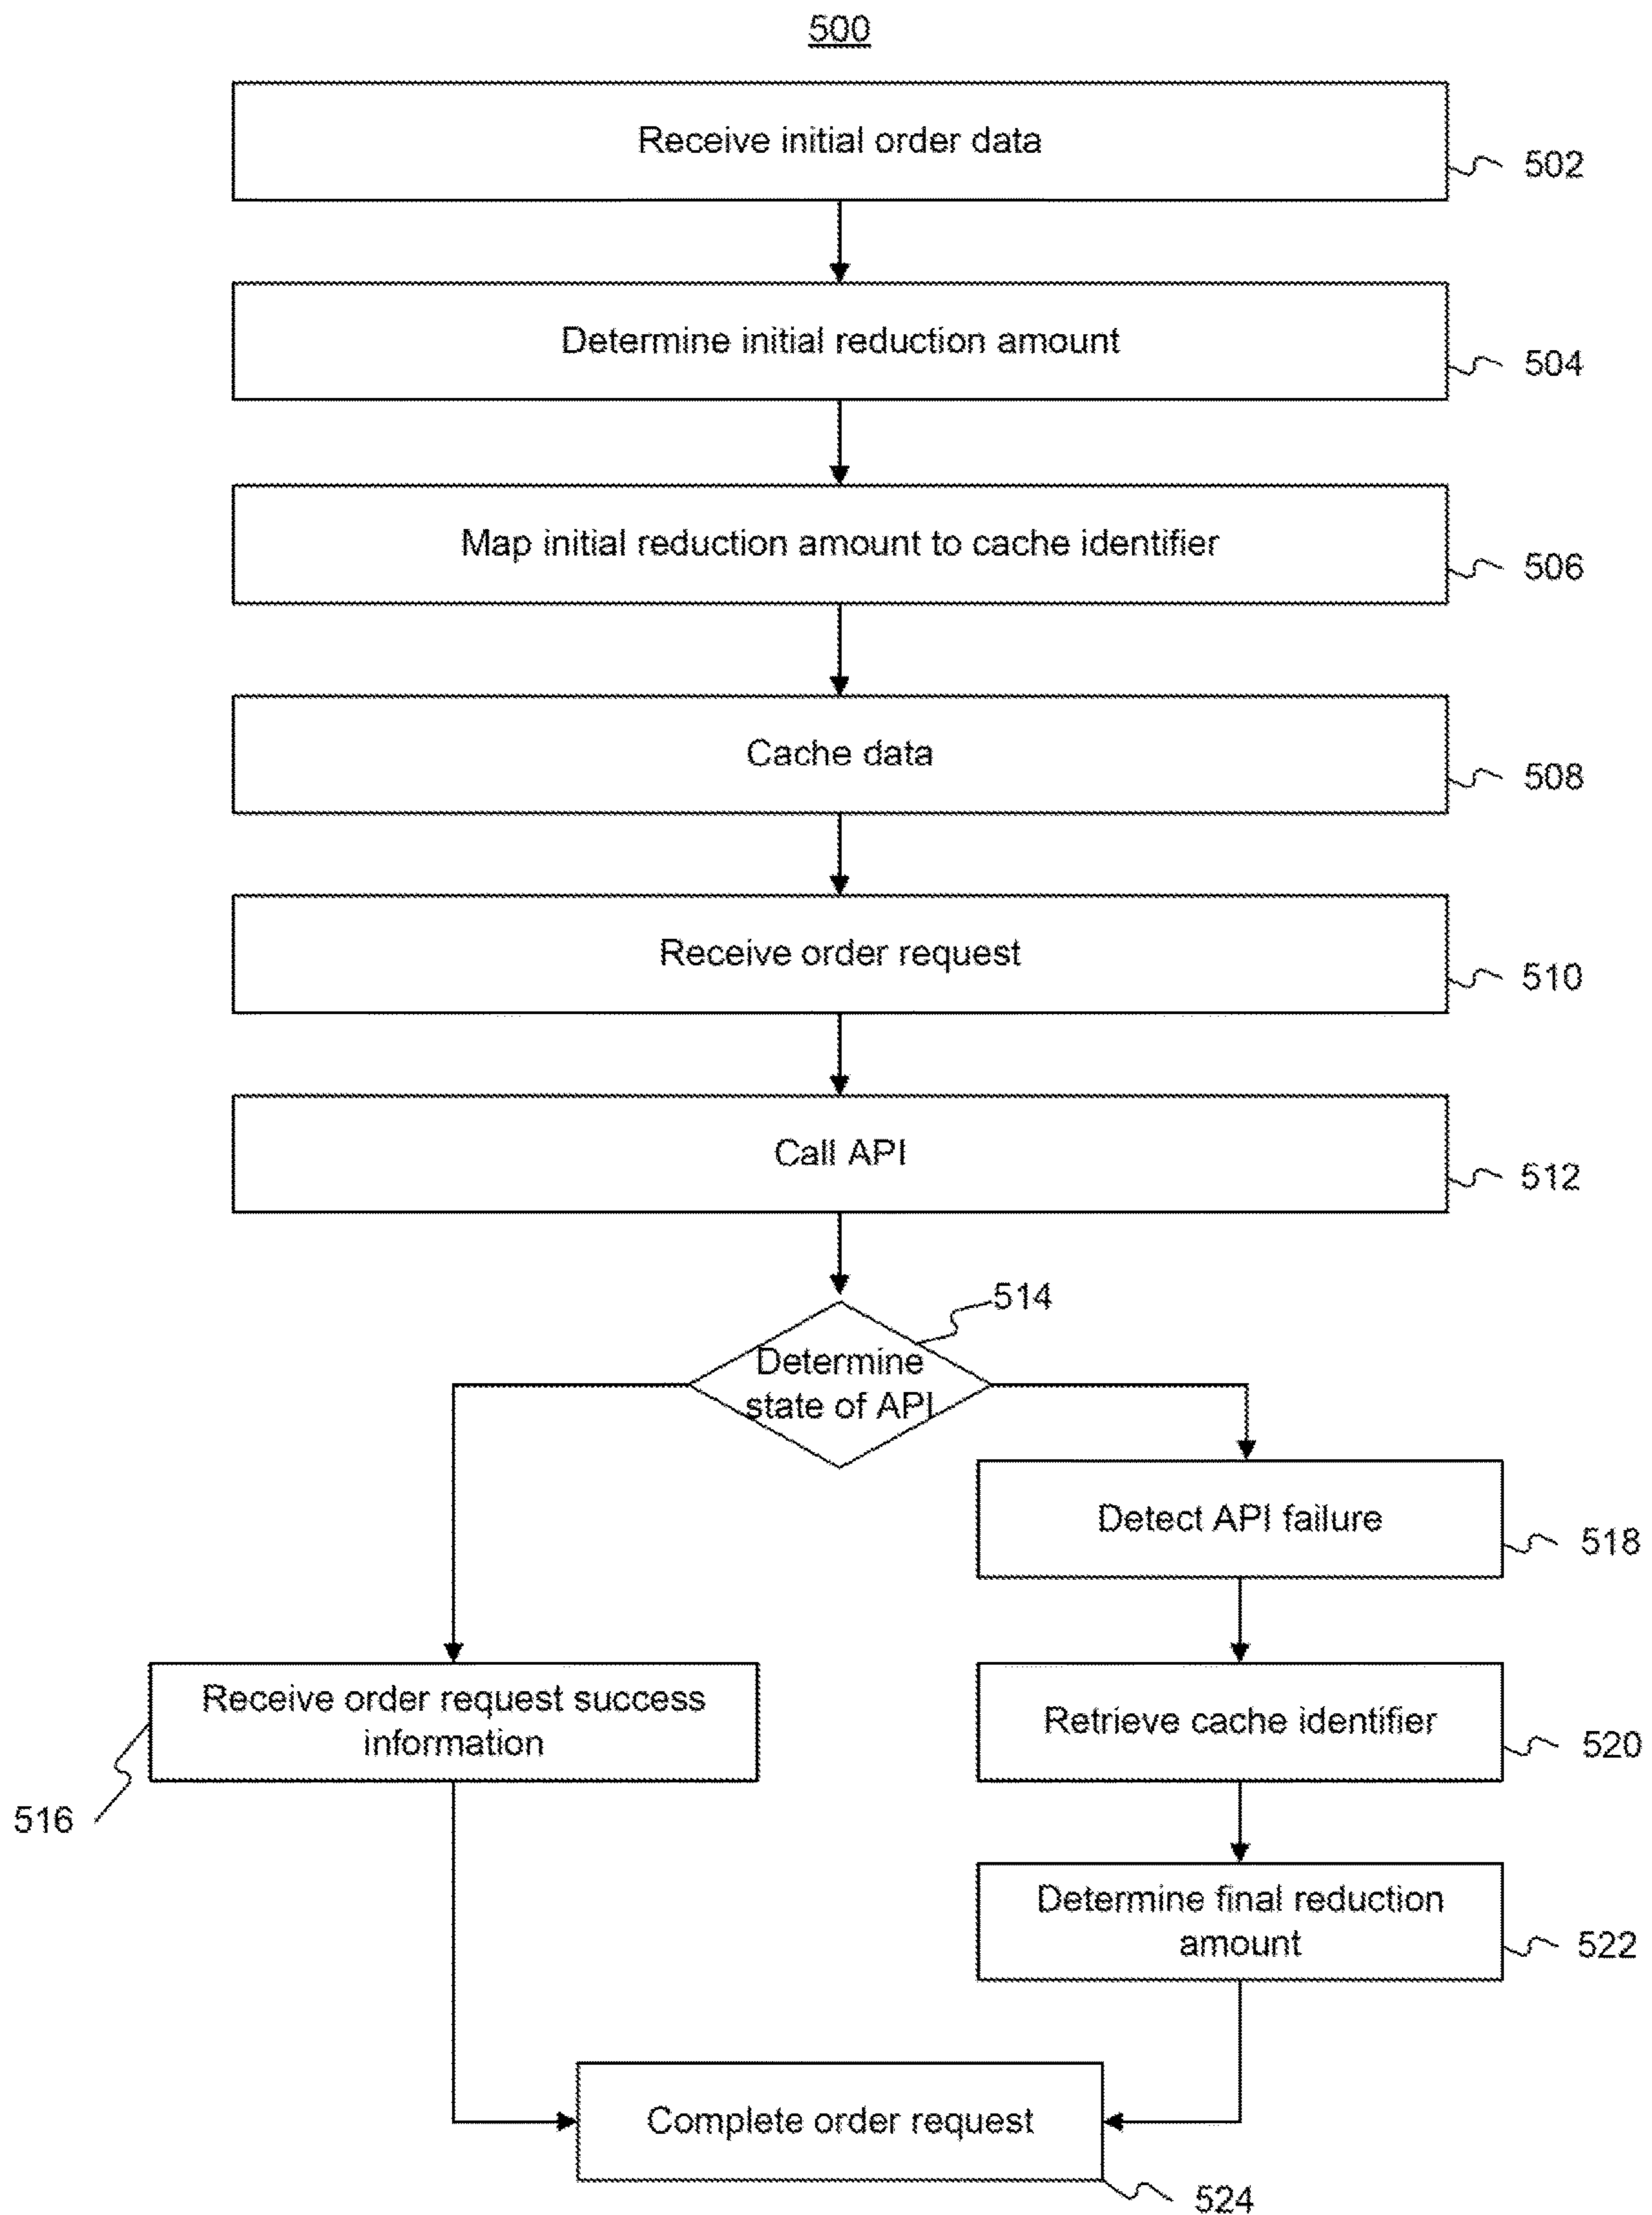 500
Receive initial order data
502
Determine initial reduction amount
504
Map initial reduction amount to cache identifier
506
Cache data
508
Receive order request
510
Call API
512
514
Determine
state of API
Detect API failure
518
Receive order request success
information
516
Retrieve cache identifier
520
Determine final reduction
amount
522
Complete order request
524